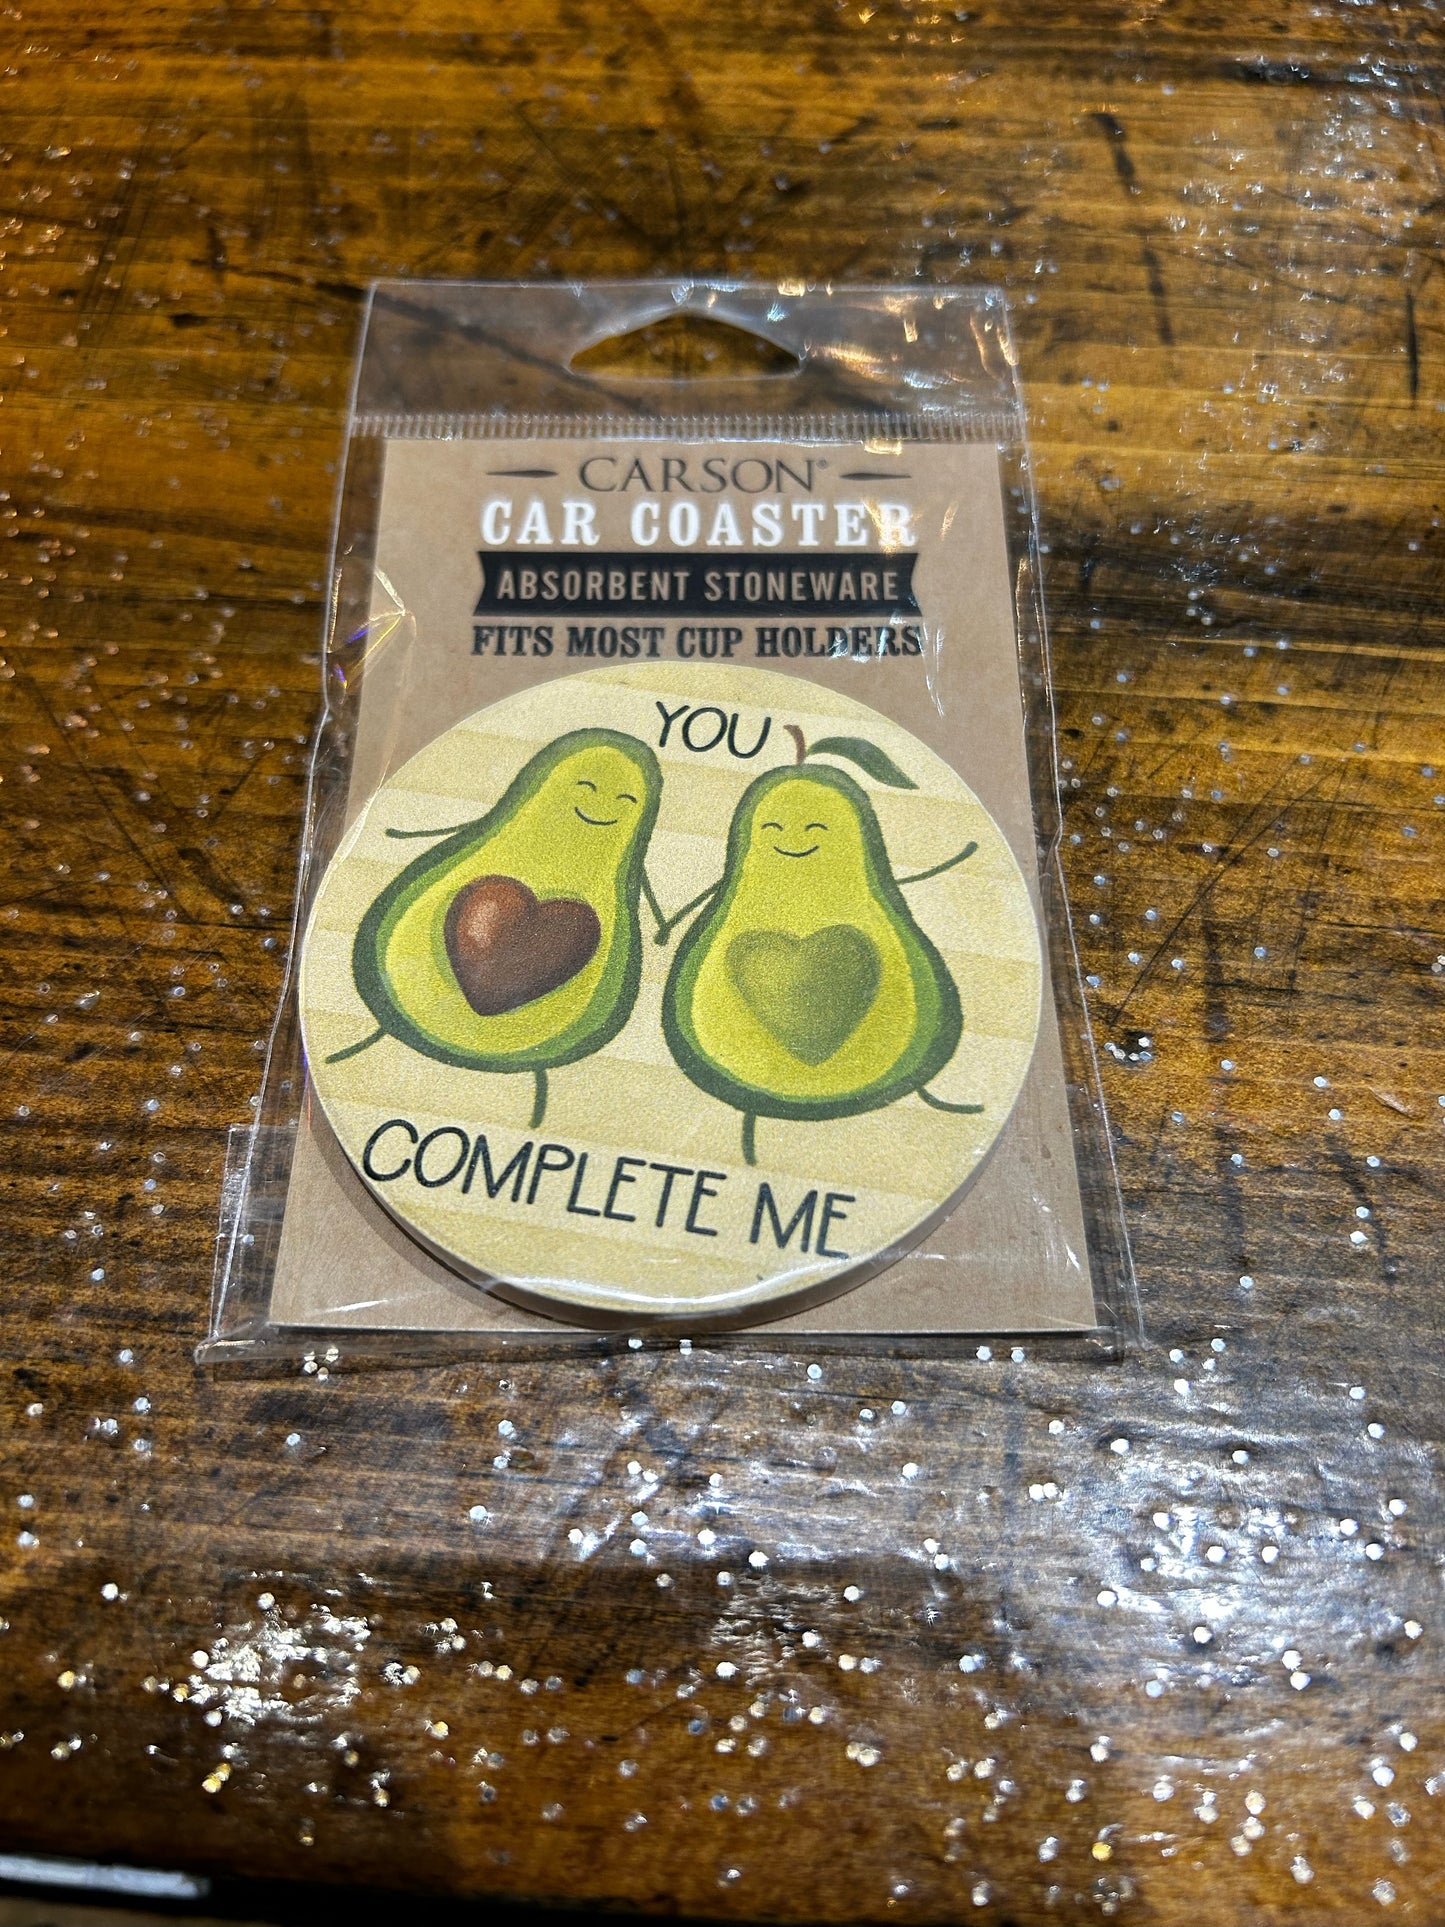 CARSON®
CAR COASTER
ABSORBENT STONEWARE
FITS MOST CUP HOLDERS
YOU
COMPLETE ME